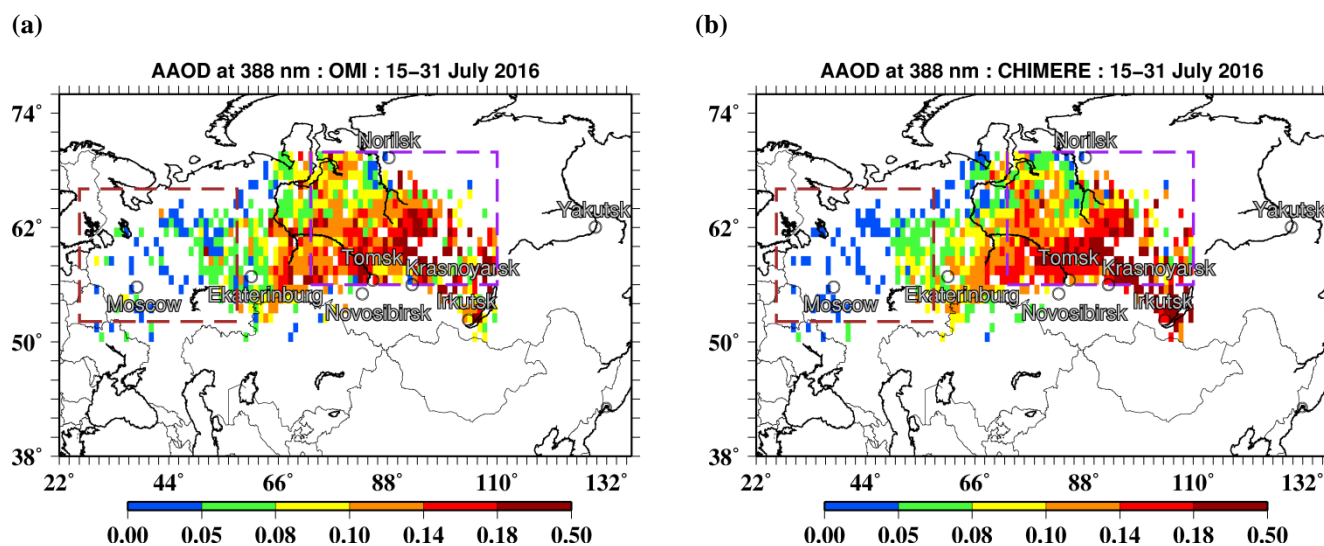 (a)
AAOD at 388 nm : OMI : 15−31 July 2016
74°
62°
50°
38°
Norilsk
Yakutsk
Tomsk
Krasnoyarsk
Moscow
Ekaterinburg
Irkutsk
Novosibirsk
22° 44° 66° 88° 110° 132°
0.00 0.05 0.08 0.10 0.14 0.18 0.50
(b)
AAOD at 388 nm : CHIMERE : 15−31 July 2016
74°
62°
50°
38°
Norilsk
Yakutsk
Tomsk
Krasnoyarsk
Moscow
Ekaterinburg
Irkutsk
Novosibirsk
22° 44° 66° 88° 110° 132°
0.00 0.05 0.08 0.10 0.14 0.18 0.50